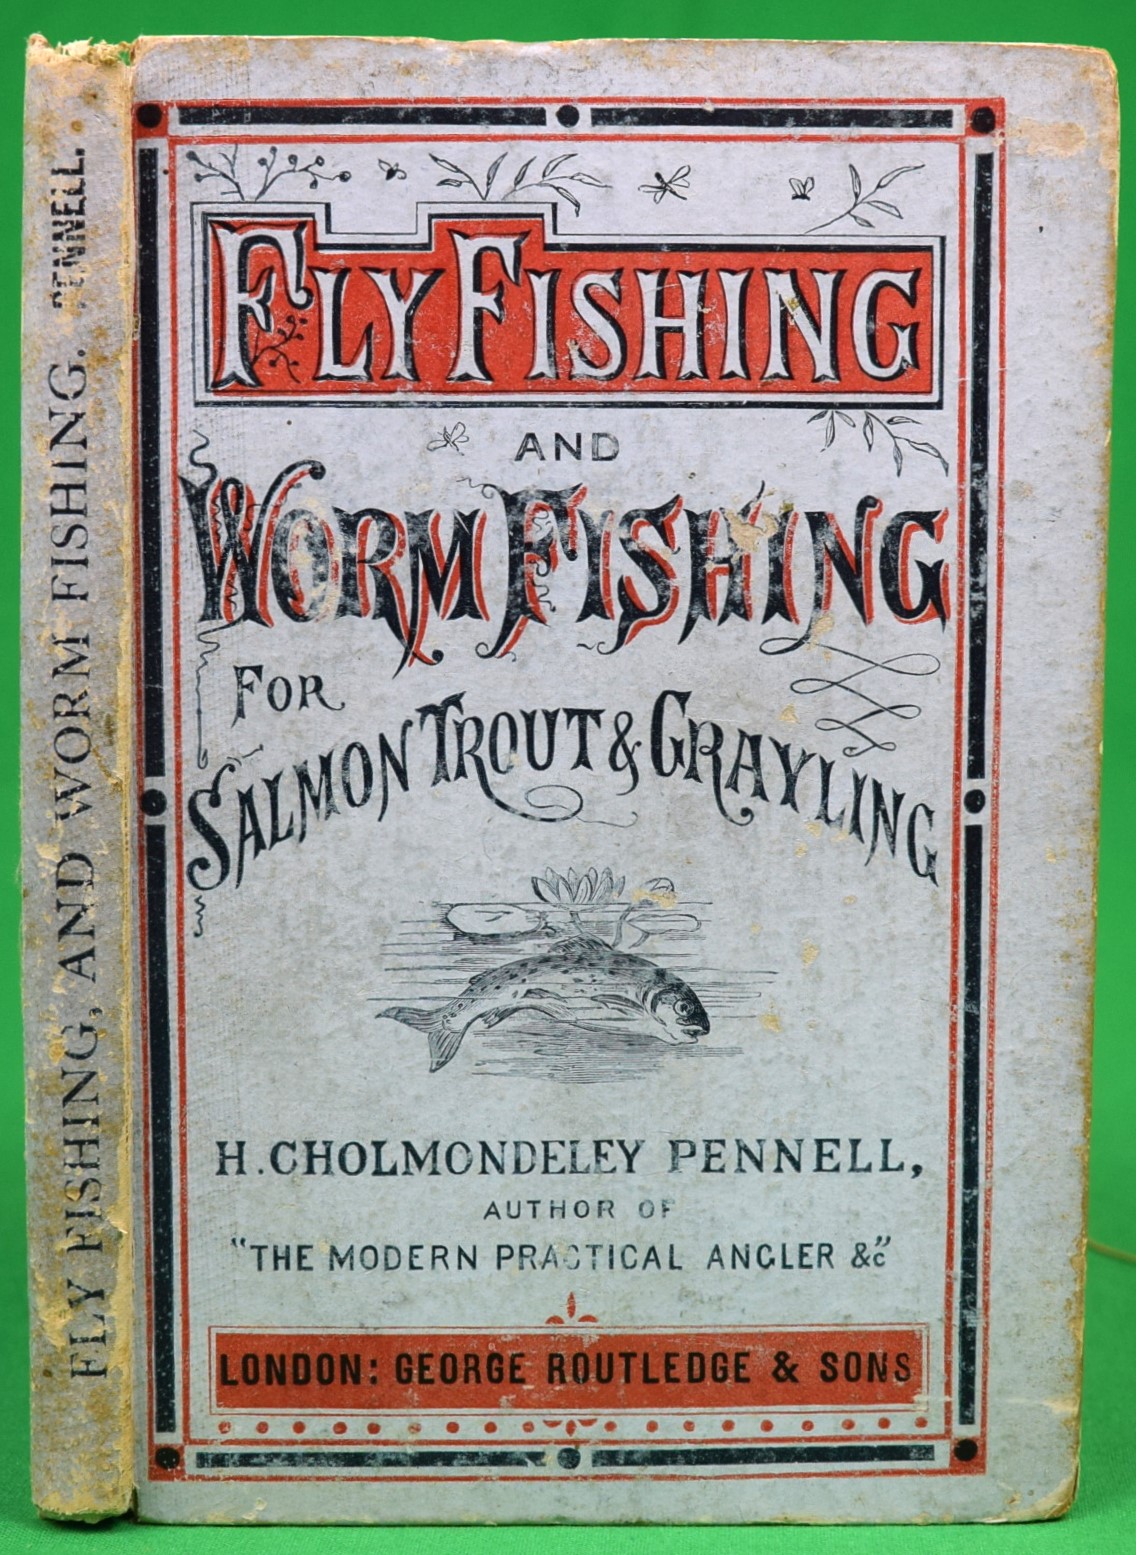 FLY FISHING, AND WORM FISHING. PENNELL.
FLY FISHING
AND
WORM FISHING
FOR
SALMON TROUT & GRAYLING
H. CHOLMONDELEY PENNELL,
AUTHOR OF
"THE MODERN PRACTICAL ANGLER &c"
LONDON: GEORGE ROUTLEDGE & SONS